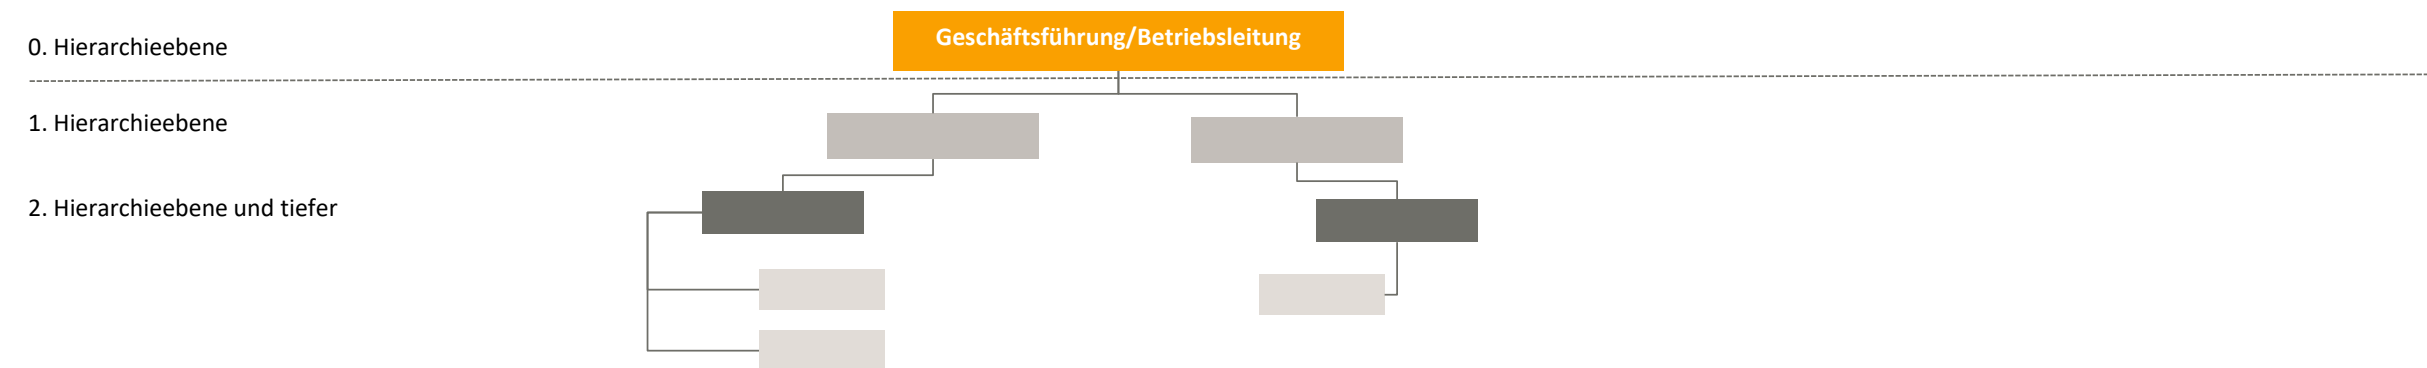 0. Hierarchieebene
Geschäftsführung/Betriebsleitung
1. Hierarchieebene
2. Hierarchieebene und tiefer